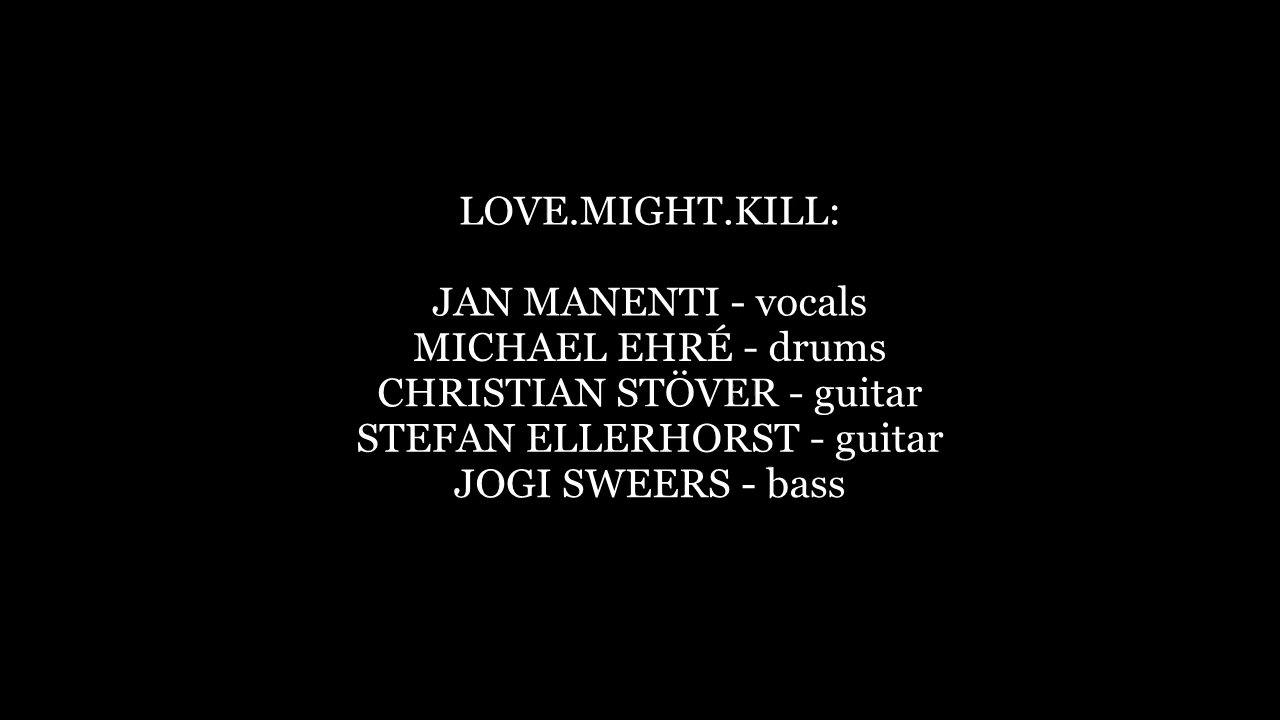 LOVE.MIGHT.KILL:
JAN MANENTI - vocals
MICHAEL EHRÉ - drums
CHRISTIAN STÖVER - guitar
STEFAN ELLERHORST - guitar
JOGI SWEERS - bass